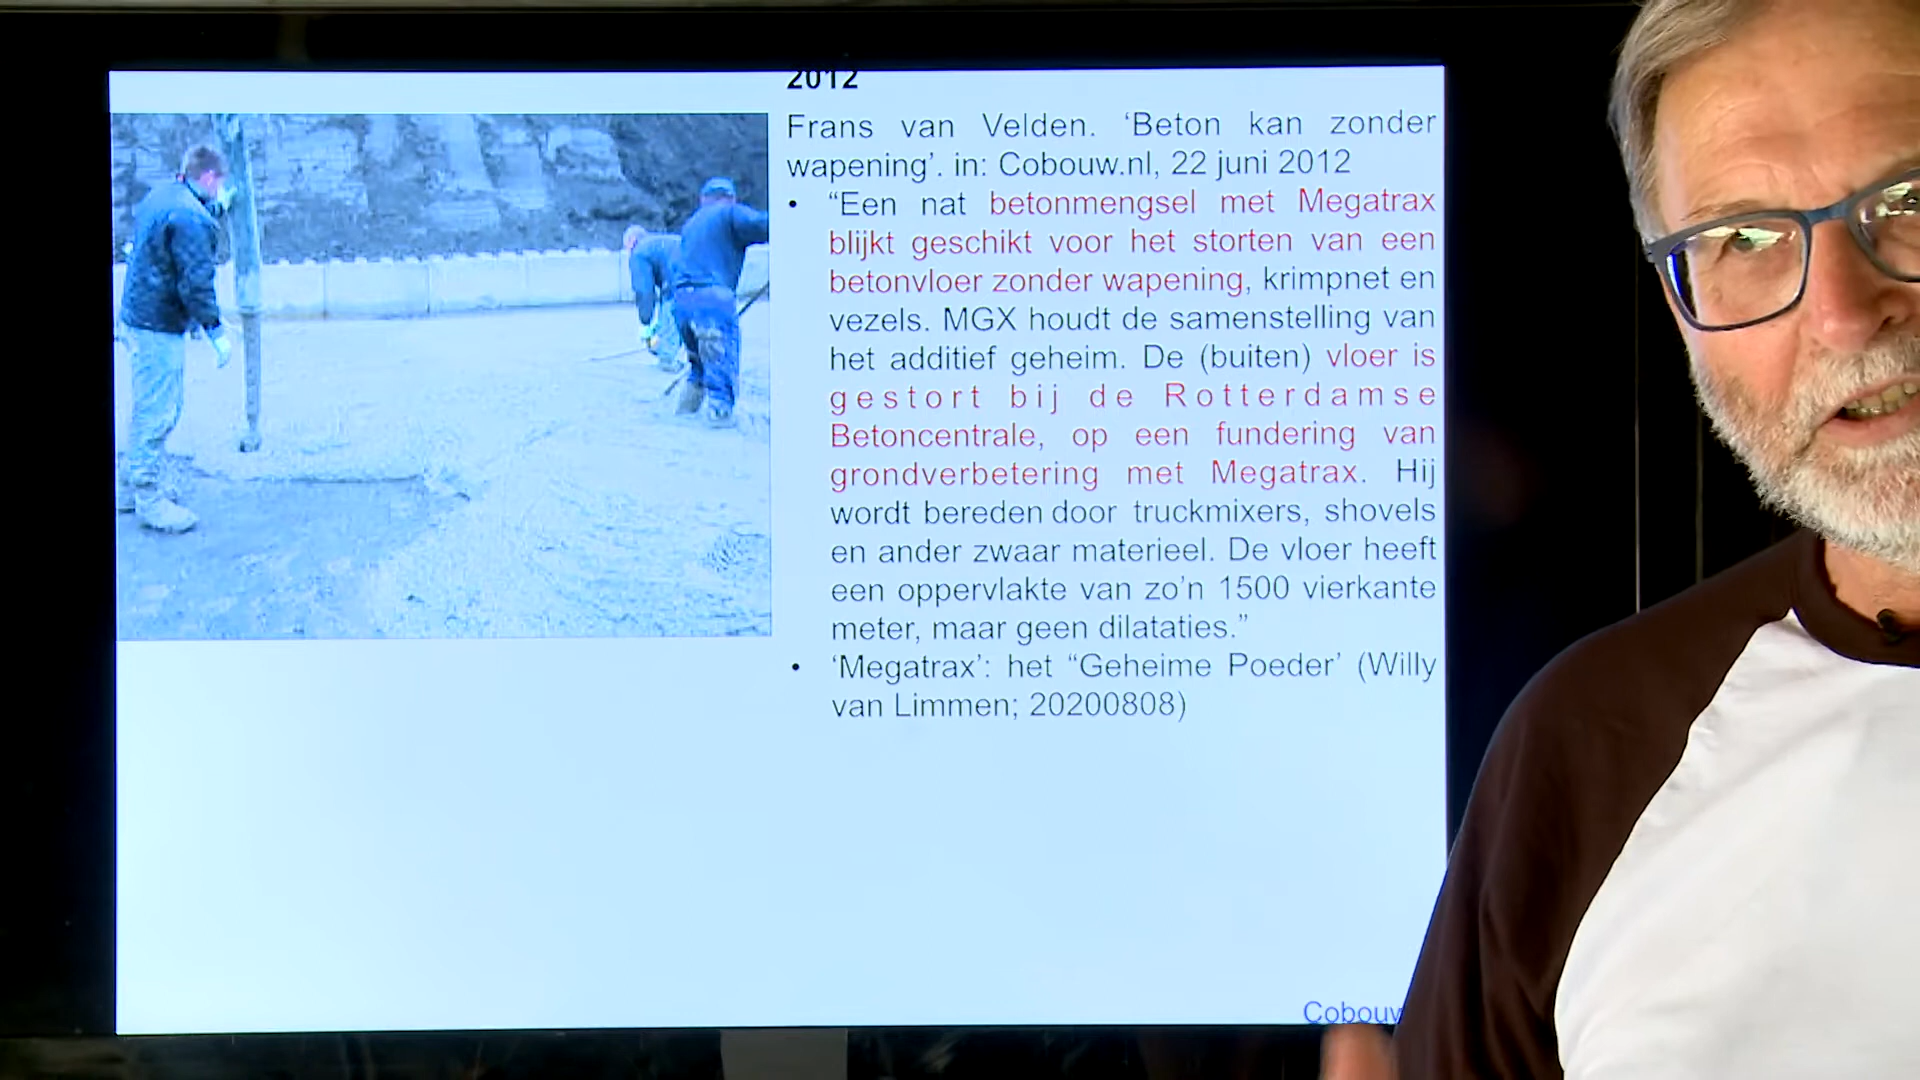 2012
Frans van Velden. ‘Beton kan zonder
wapening’. in: Cobouw.nl, 22 juni 2012
• “Een nat betonmengsel met Megatrax
blijkt geschikt voor het storten van een
betonvloer zonder wapening, krimpnet en
vezels. MGX houdt de samenstelling van
het additief geheim. De (buiten) vloer is
gestort bij de Rotterdamse
Betoncentrale, op een fundering van
grondverbetering met Megatrax. Hij
wordt bereden door truckmixers, shovels
en ander zwaar materieel. De vloer heeft
een oppervlakte van zo’n 1500 vierkante
meter, maar geen dilataties.”
• ‘Megatrax’: het “Geheime Poeder’ (Willy
van Limmen; 20200808)
Cobouw